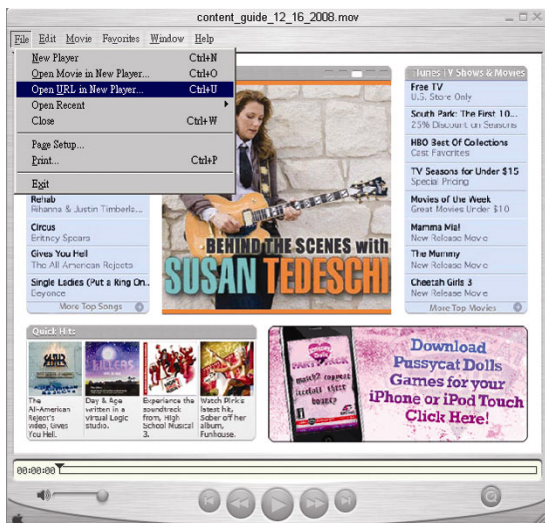 content_guide_12_16_2008.mov
File Edit Movie Favorites Window Help
New Player Ctrl+N
Open Movie in New Player... Ctrl+O
Open URL in New Player... Ctrl+U
Open Recent
Close Ctrl+W
Page Setup...
Print... Ctrl+P
Exit
Rehab
Rihanna & Justin Timberla...
Circus
Britney Spears
Gives You Hell
The All American Rejects
Single Ladies (Put a Ring On...
Beyonce
More Top Songs
BEHIND THE SCENES with
SUSAN TEDESCHI
iTunes TV Shows & Movies
Free TV
U.S. Store Only
South Park: The First 10...
25% Discount on Seasons
HBO Best Of Collections
Cast Favorites
TV Seasons for Under $15
Special Pricing
Movies of the Week
Great Movies Under $10
Mamma Mia!
New Release Movie
The Mummy
New Release Movie
Cheetah Girls 3
New Release Movie
More Top Movies
Quick Hits
The
All-American
Reject's
video, Gives
You Hell.
KILLERS
Day & Age
written in a
virtual Logic
studio.
Experience the
soundtrack
from, High
School Musical
3.
Watch P!nk's
latest hit,
Sober off her
album,
Funhouse.
PARTY PACK
Download
Pussycat Dolls
Games for your
iPhone or iPod Touch
Click Here!
00:00:00